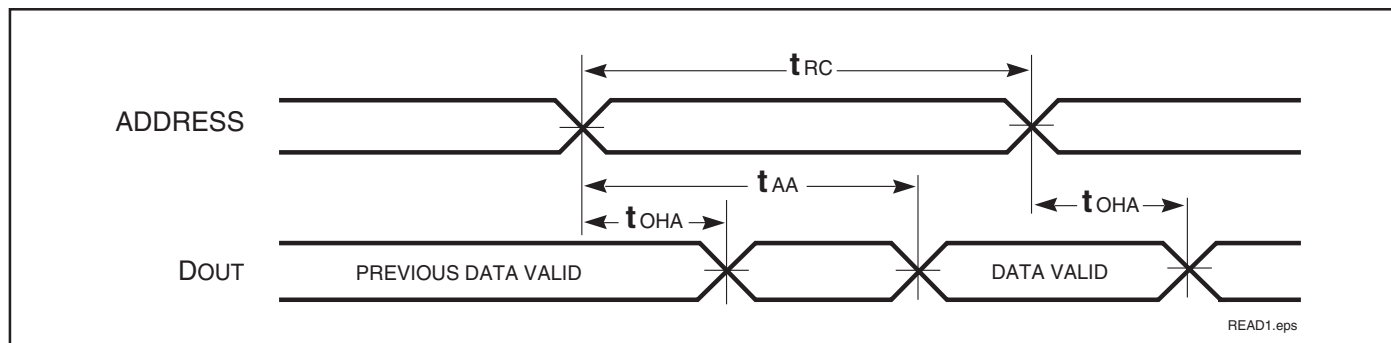 tRC
ADDRESS
tAA
tOHA
tOHA
DOUT
PREVIOUS DATA VALID
DATA VALID
READ1.eps